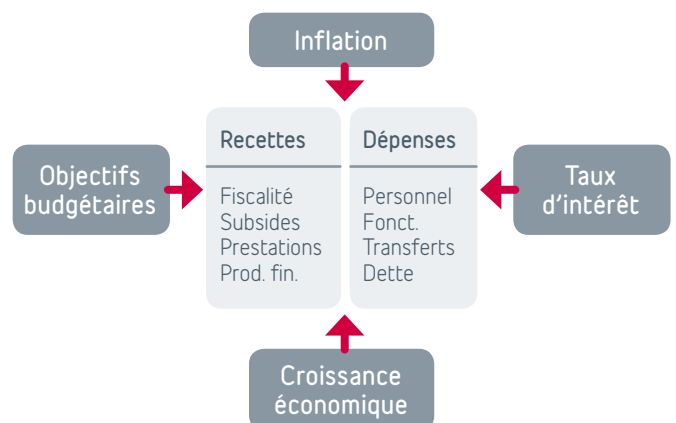 Inflation
Objectifs
budgétaires
Recettes
Fiscalité
Subsides
Prestations
Prod. fin.
Dépenses
Personnel
Fonct.
Transferts
Dette
Taux
d'intérêt
Croissance
économique